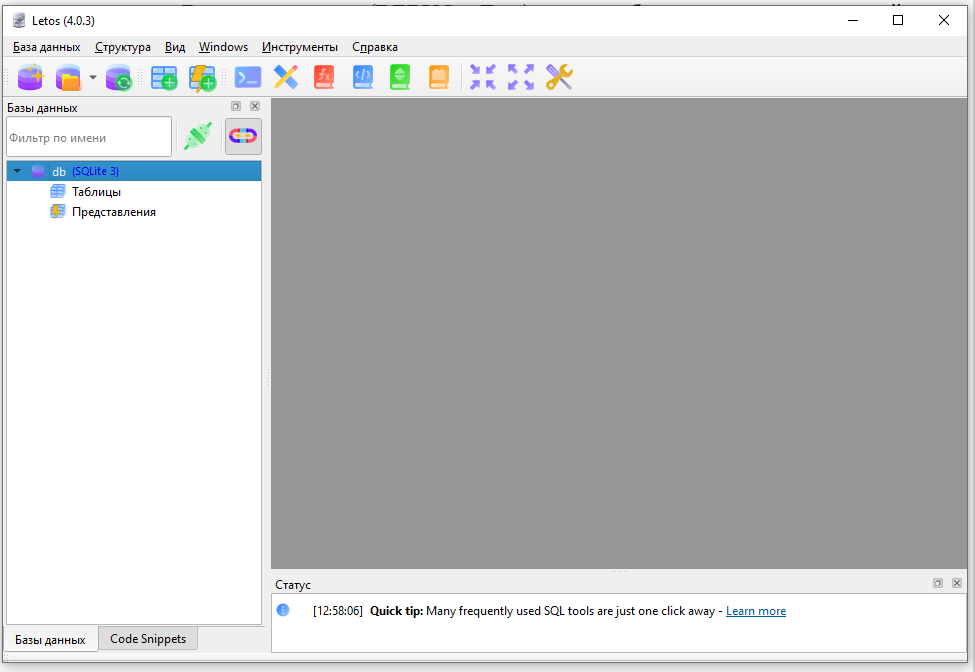 Letos (4.0.3)
База данных Структура Вид Windows Инструменты Справка
Базы данных
Фильтр по имени
db (SQLite 3)
Таблицы
Представления
Статус
[12:58:06] Quick tip: Many frequently used SQL tools are just one click away - Learn more
Базы данных Code Snippets